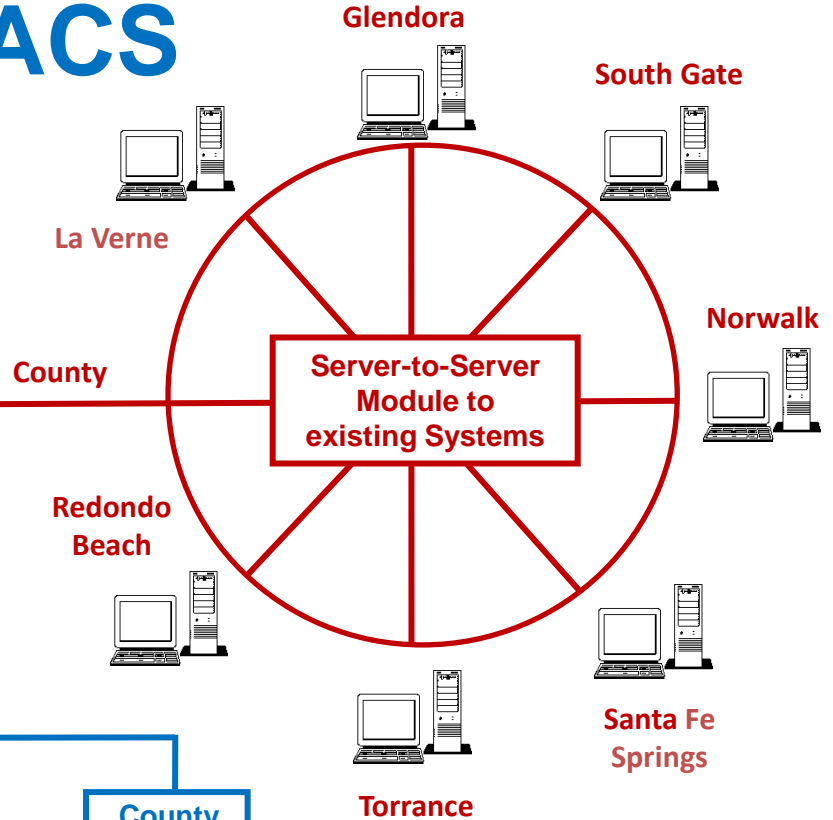 ACS
Glendora
South Gate
La Verne
Norwalk
County
Server-to-Server
Module to
existing Systems
Redondo
Beach
Santa Fe
Springs
Torrance
County